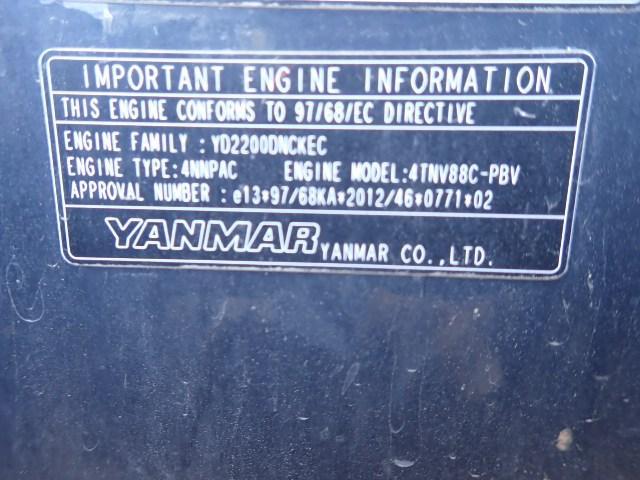 IMPORTANT ENGINE INFORMATION
THIS ENGINE CONFORMS TO 97/68/EC DIRECTIVE
ENGINE FAMILY : YD2200DNCKEC
ENGINE TYPE:4NNPAC ENGINE MODEL:4TNV88C-PBV
APPROVAL NUMBER : e13*97/68KA*2012/46*0771*02
YANMAR YANMAR CO.,LTD.